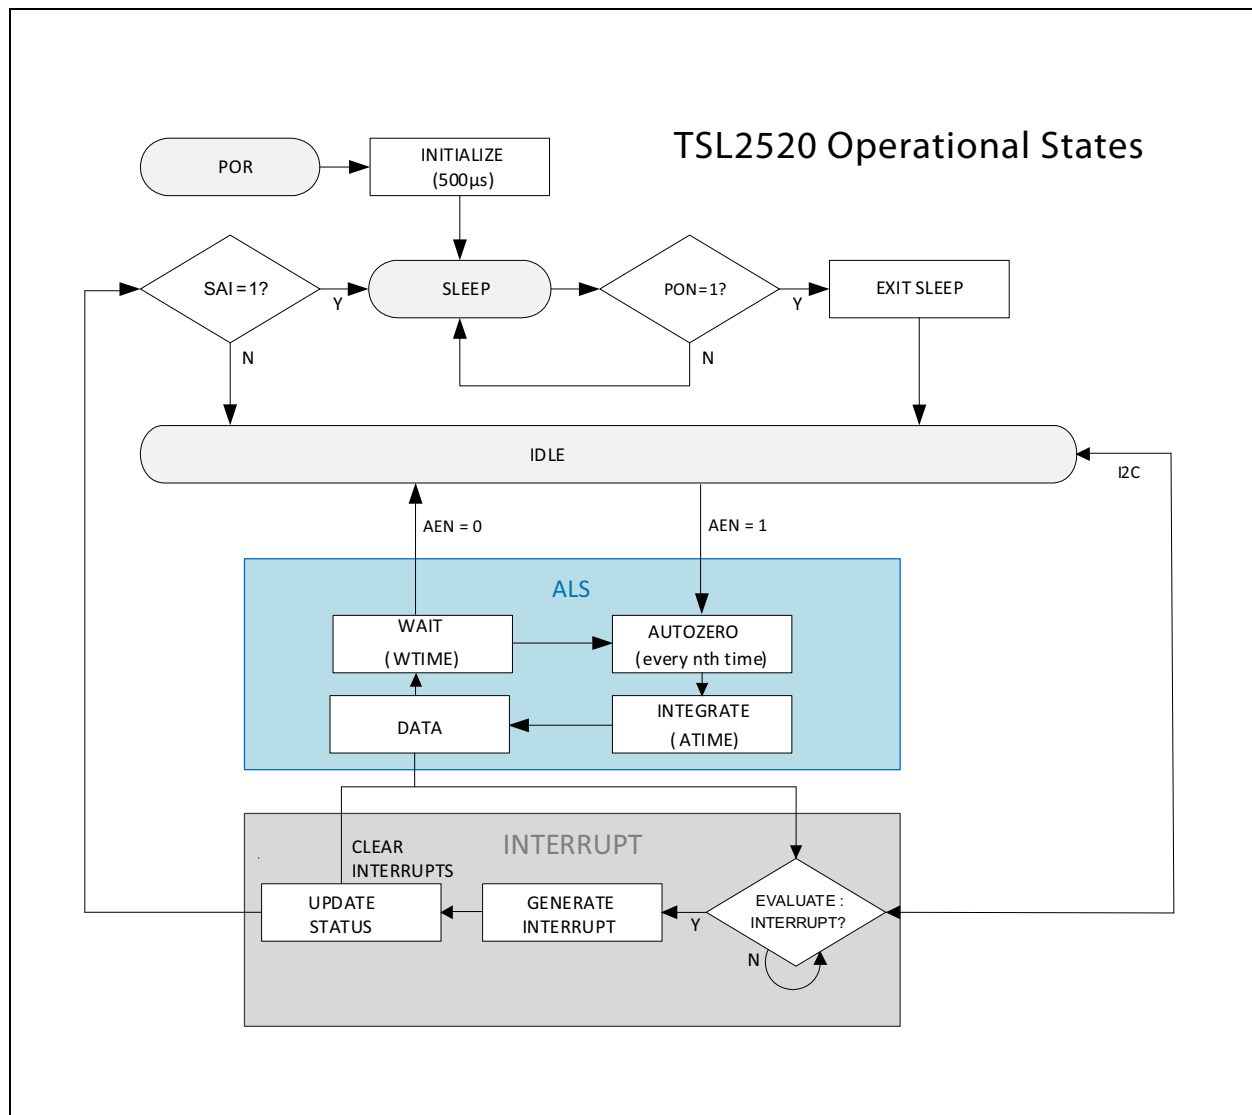 TSL2520 Operational States
POR
INITIALIZE
(500µs)
SAI=1?
Y
N
SLEEP
PON=1?
Y
N
EXIT SLEEP
IDLE
I2C
AEN = 0
AEN = 1
ALS
WAIT
(WTIME)
AUTOZERO
(every nth time)
DATA
INTEGRATE
(ATIME)
INTERRUPT
CLEAR
INTERRUPTS
UPDATE
STATUS
GENERATE
INTERRUPT
Y
EVALUATE :
INTERRUPT?
N